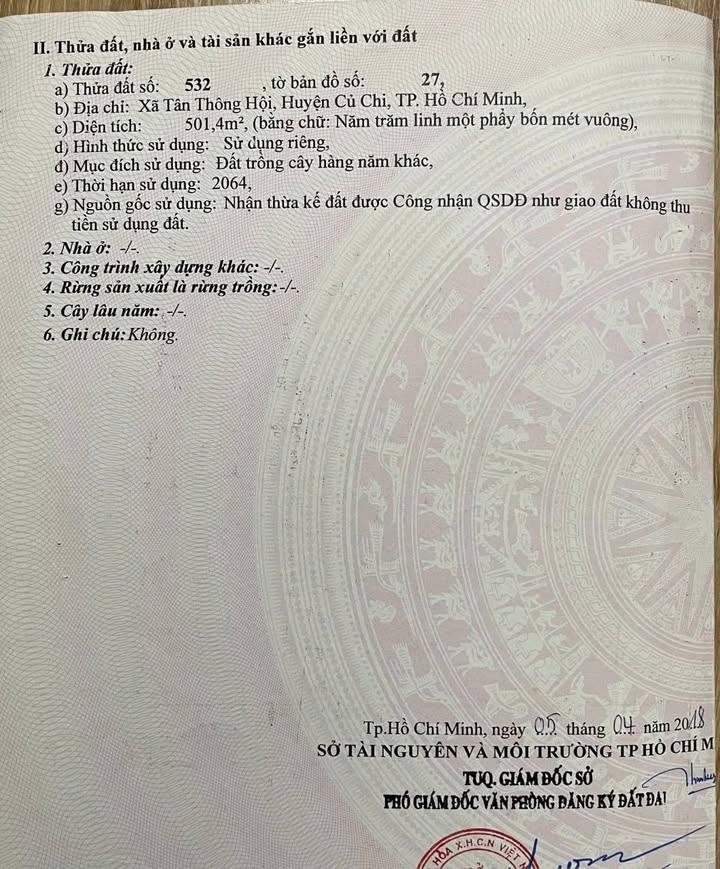 II. Thửa đất, nhà ở và tài sản khác gắn liền với đất
1. Thửa đất:
a) Thửa đất số: 532 , tờ bản đồ số: 27,
b) Địa chỉ: Xã Tân Thông Hội, Huyện Củ Chi, TP. Hồ Chí Minh,
c) Diện tích: 501,4m², (bằng chữ: Năm trăm linh một phẩy bốn mét vuông),
d) Hình thức sử dụng: Sử dụng riêng,
đ) Mục đích sử dụng: Đất trồng cây hàng năm khác,
e) Thời hạn sử dụng: 2064,
g) Nguồn gốc sử dụng: Nhận thừa kế đất được Công nhận QSDĐ như giao đất không thu
tiền sử dụng đất.
2. Nhà ở: -/-.
3. Công trình xây dựng khác: -/-.
4. Rừng sản xuất là rừng trồng: -/-.
5. Cây lâu năm: -/-.
6. Ghi chú: Không.
Tp.Hồ Chí Minh, ngày 05 tháng 04 năm 2018
SỞ TÀI NGUYÊN VÀ MÔI TRƯỜNG TP HỒ CHÍ M
TUQ. GIÁM ĐỐC SỞ
PHÓ GIÁM ĐỐC VĂN PHÒNG ĐĂNG KÝ ĐẤT ĐAI
HÒA X.H.C.N VIỆT